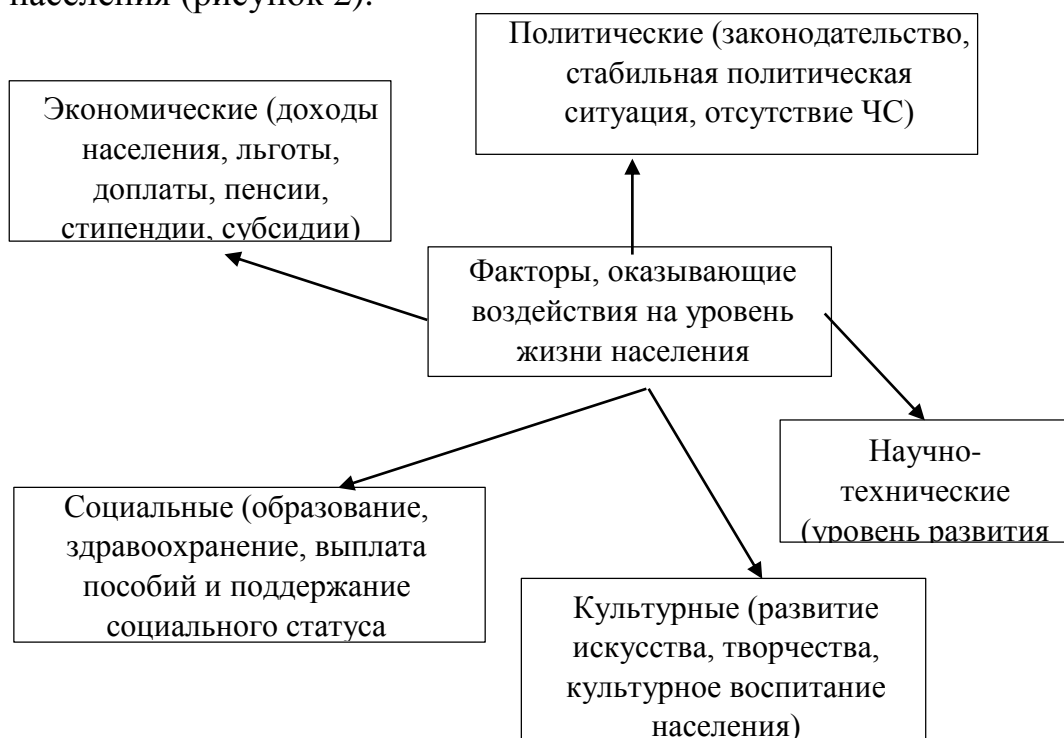 населения (рисунок 2).
Политические (законодательство,
стабильная политическая
ситуация, отсутствие ЧС)
Экономические (доходы
населения, льготы,
доплаты, пенсии,
стипендии, субсидии)
Факторы, оказывающие
воздействия на уровень
жизни населения
Научно-
технические
(уровень развития
Социальные (образование,
здравоохранение, выплата
пособий и поддержание
социального статуса
Культурные (развитие
искусства, творчества,
культурное воспитание
населения)